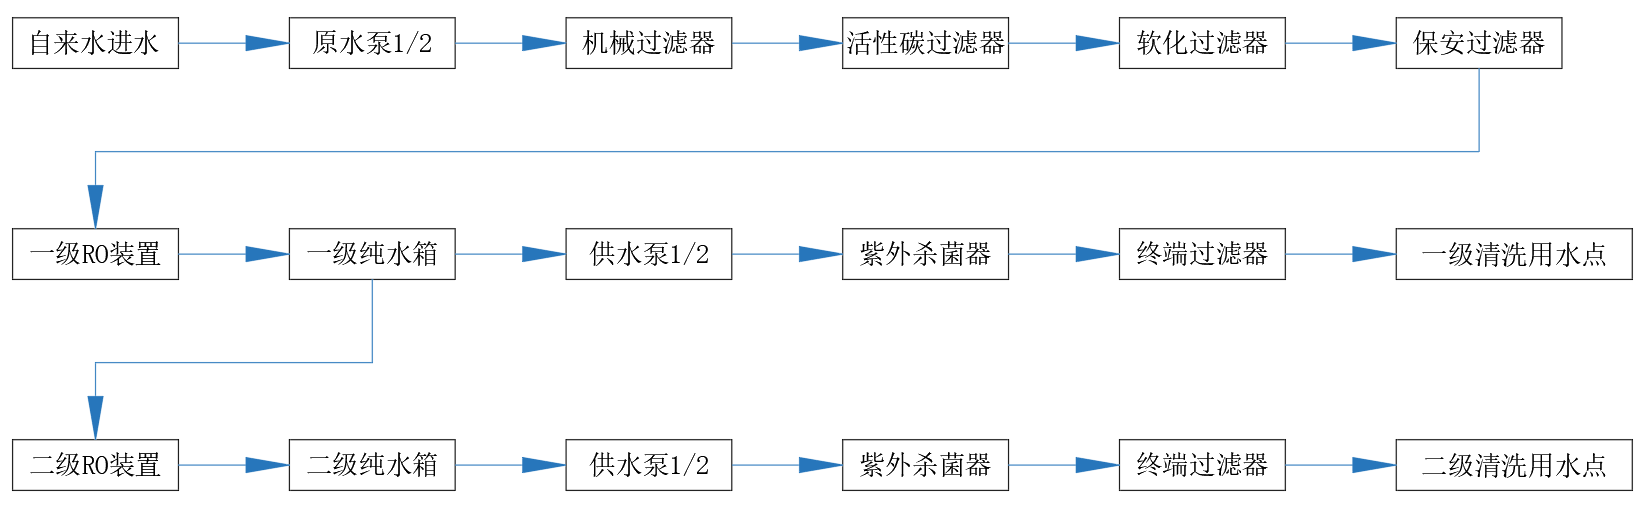 自来水进水
原水泵1/2
机械过滤器
活性碳过滤器
软化过滤器
保安过滤器
一级RO装置
一级纯水箱
供水泵1/2
紫外杀菌器
终端过滤器
一级清洗用水点
二级RO装置
二级纯水箱
供水泵1/2
紫外杀菌器
终端过滤器
二级清洗用水点